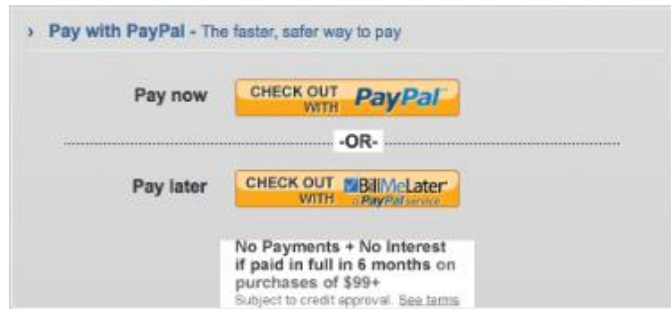 › Pay with PayPal - The faster, safer way to pay
Pay now
CHECK OUT WITH PayPal
-OR-
Pay later
CHECK OUT WITH BillMeLater
a PayPal service
No Payments + No Interest
if paid in full in 6 months on
purchases of $99+
Subject to credit approval. See terms